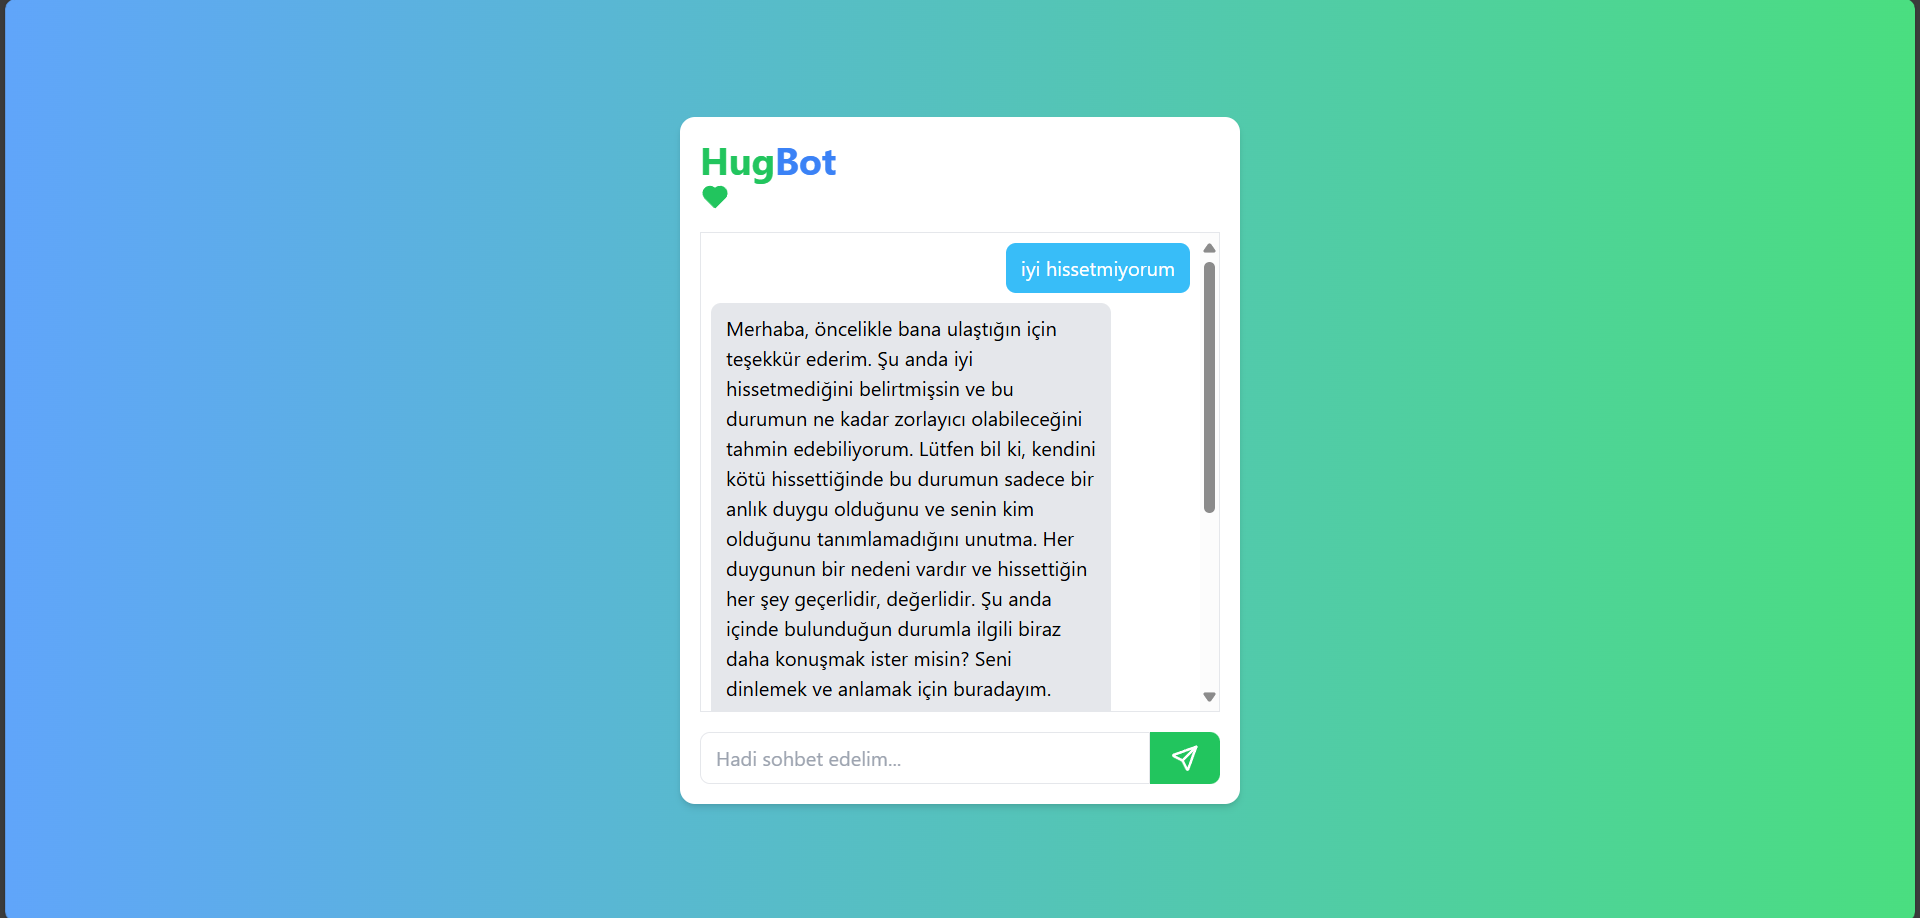 HugBot
iyi hissetmiyorum
Merhaba, öncelikle bana ulaştığın için
teşekkür ederim. Şu anda iyi
hissetmediğini belirtmişsin ve bu
durumun ne kadar zorlayıcı olabileceğini
tahmin edebiliyorum. Lütfen bil ki, kendini
kötü hissettiğinde bu durumun sadece bir
anlık duygu olduğunu ve senin kim
olduğunu tanımlamadığını unutma. Her
duygunun bir nedeni vardır ve hissettiğin
her şey geçerlidir, değerlidir. Şu anda
içinde bulunduğun durumla ilgili biraz
daha konuşmak ister misin? Seni
dinlemek ve anlamak için buradayım.
Hadi sohbet edelim...